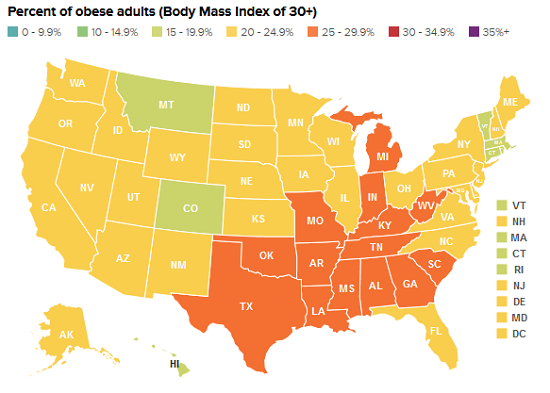 Percent of obese adults (Body Mass Index of 30+)
0 - 9.9% 10 - 14.9% 15 - 19.9% 20 - 24.9% 25 - 29.9% 30 - 34.9% 35%+
WA
MT
ND
MN
ME
VT
NH
OR
ID
SD
WI
MI
NY
MA
CT
WY
IA
NE
PA
NV
UT
CO
IL
IN
OH
WV
VA
CA
KS
MO
KY
NC
AZ
NM
OK
AR
TN
SC
TX
LA
MS
AL
GA
FL
AK
HI
VT
NH
MA
CT
RI
NJ
DE
MD
DC